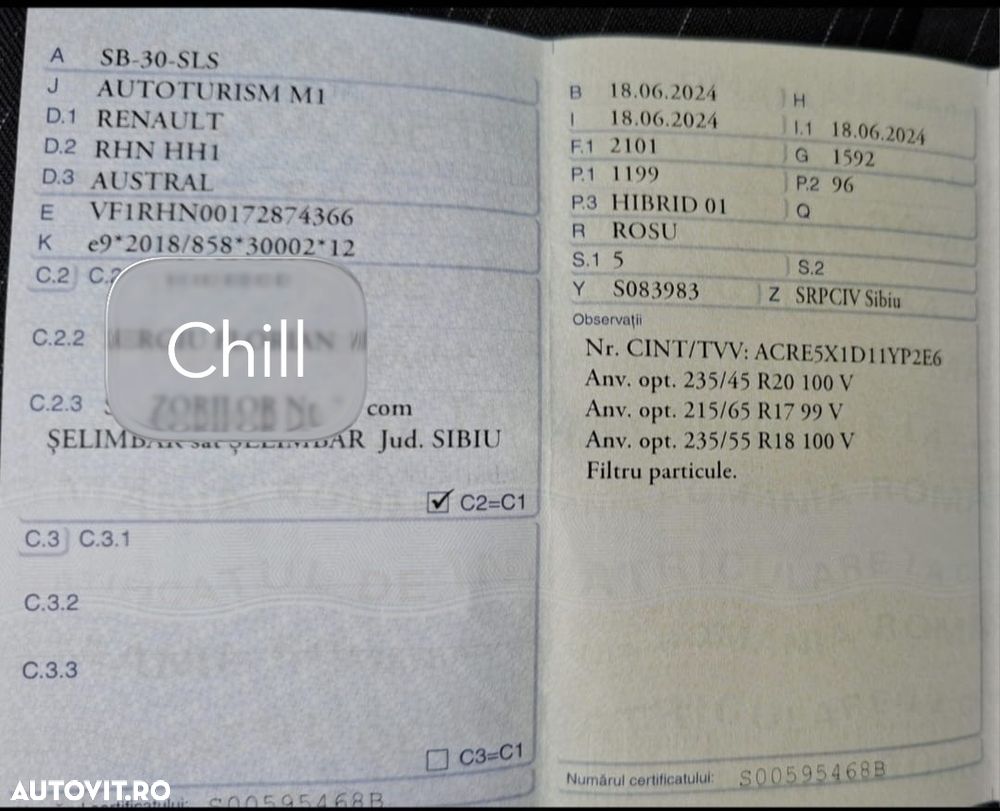 A SB-30-SLS
J AUTOTURISM M1
D.1 RENAULT
D.2 RHN HH1
D.3 AUSTRAL
E VF1RHN00172874366
K e9*2018/858*30002*12
C.2 C.2
C.2.2
Chill
C.2.3 com
ȘELIMBAR sat ȘELIMBAR Jud. SIBIU
C2=C1
C.3 C.3.1
C.3.2
C.3.3
C3=C1
AUTOVIT.RO
S00595468B
B 18.06.2024 H
I 18.06.2024 I.1 18.06.2024
F.1 2101 G 1592
P.1 1199 P.2 96
P.3 HIBRID 01 Q
R ROSU
S.1 5 S.2
Y S083983 Z SRPCIV Sibiu
Observații
Nr. CINT/TVV: ACRE5X1D11YP2E6
Anv. opt. 235/45 R20 100 V
Anv. opt. 215/65 R17 99 V
Anv. opt. 235/55 R18 100 V
Filtru particule.
Numărul certificatului: S00595468B